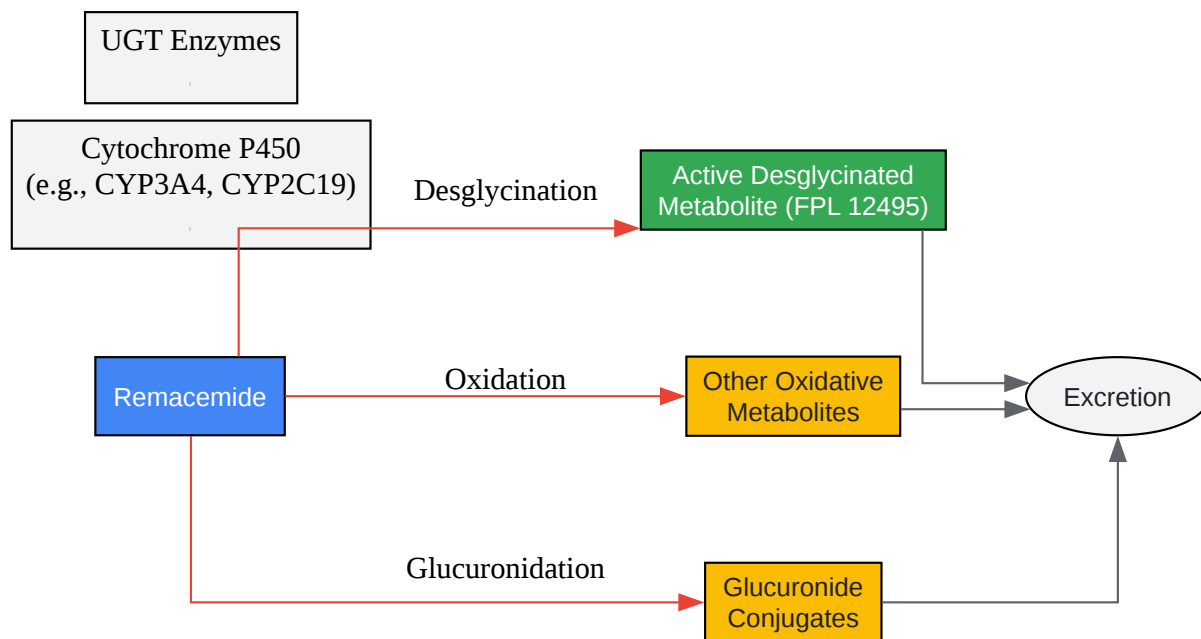 UGT Enzymes
Cytochrome P450
(e.g., CYP3A4, CYP2C19)
Desglycination
Active Desglycinated
Metabolite (FPL 12495)
Remacemide
Oxidation
Other Oxidative
Metabolites
Excretion
Glucuronidation
Glucuronide
Conjugates